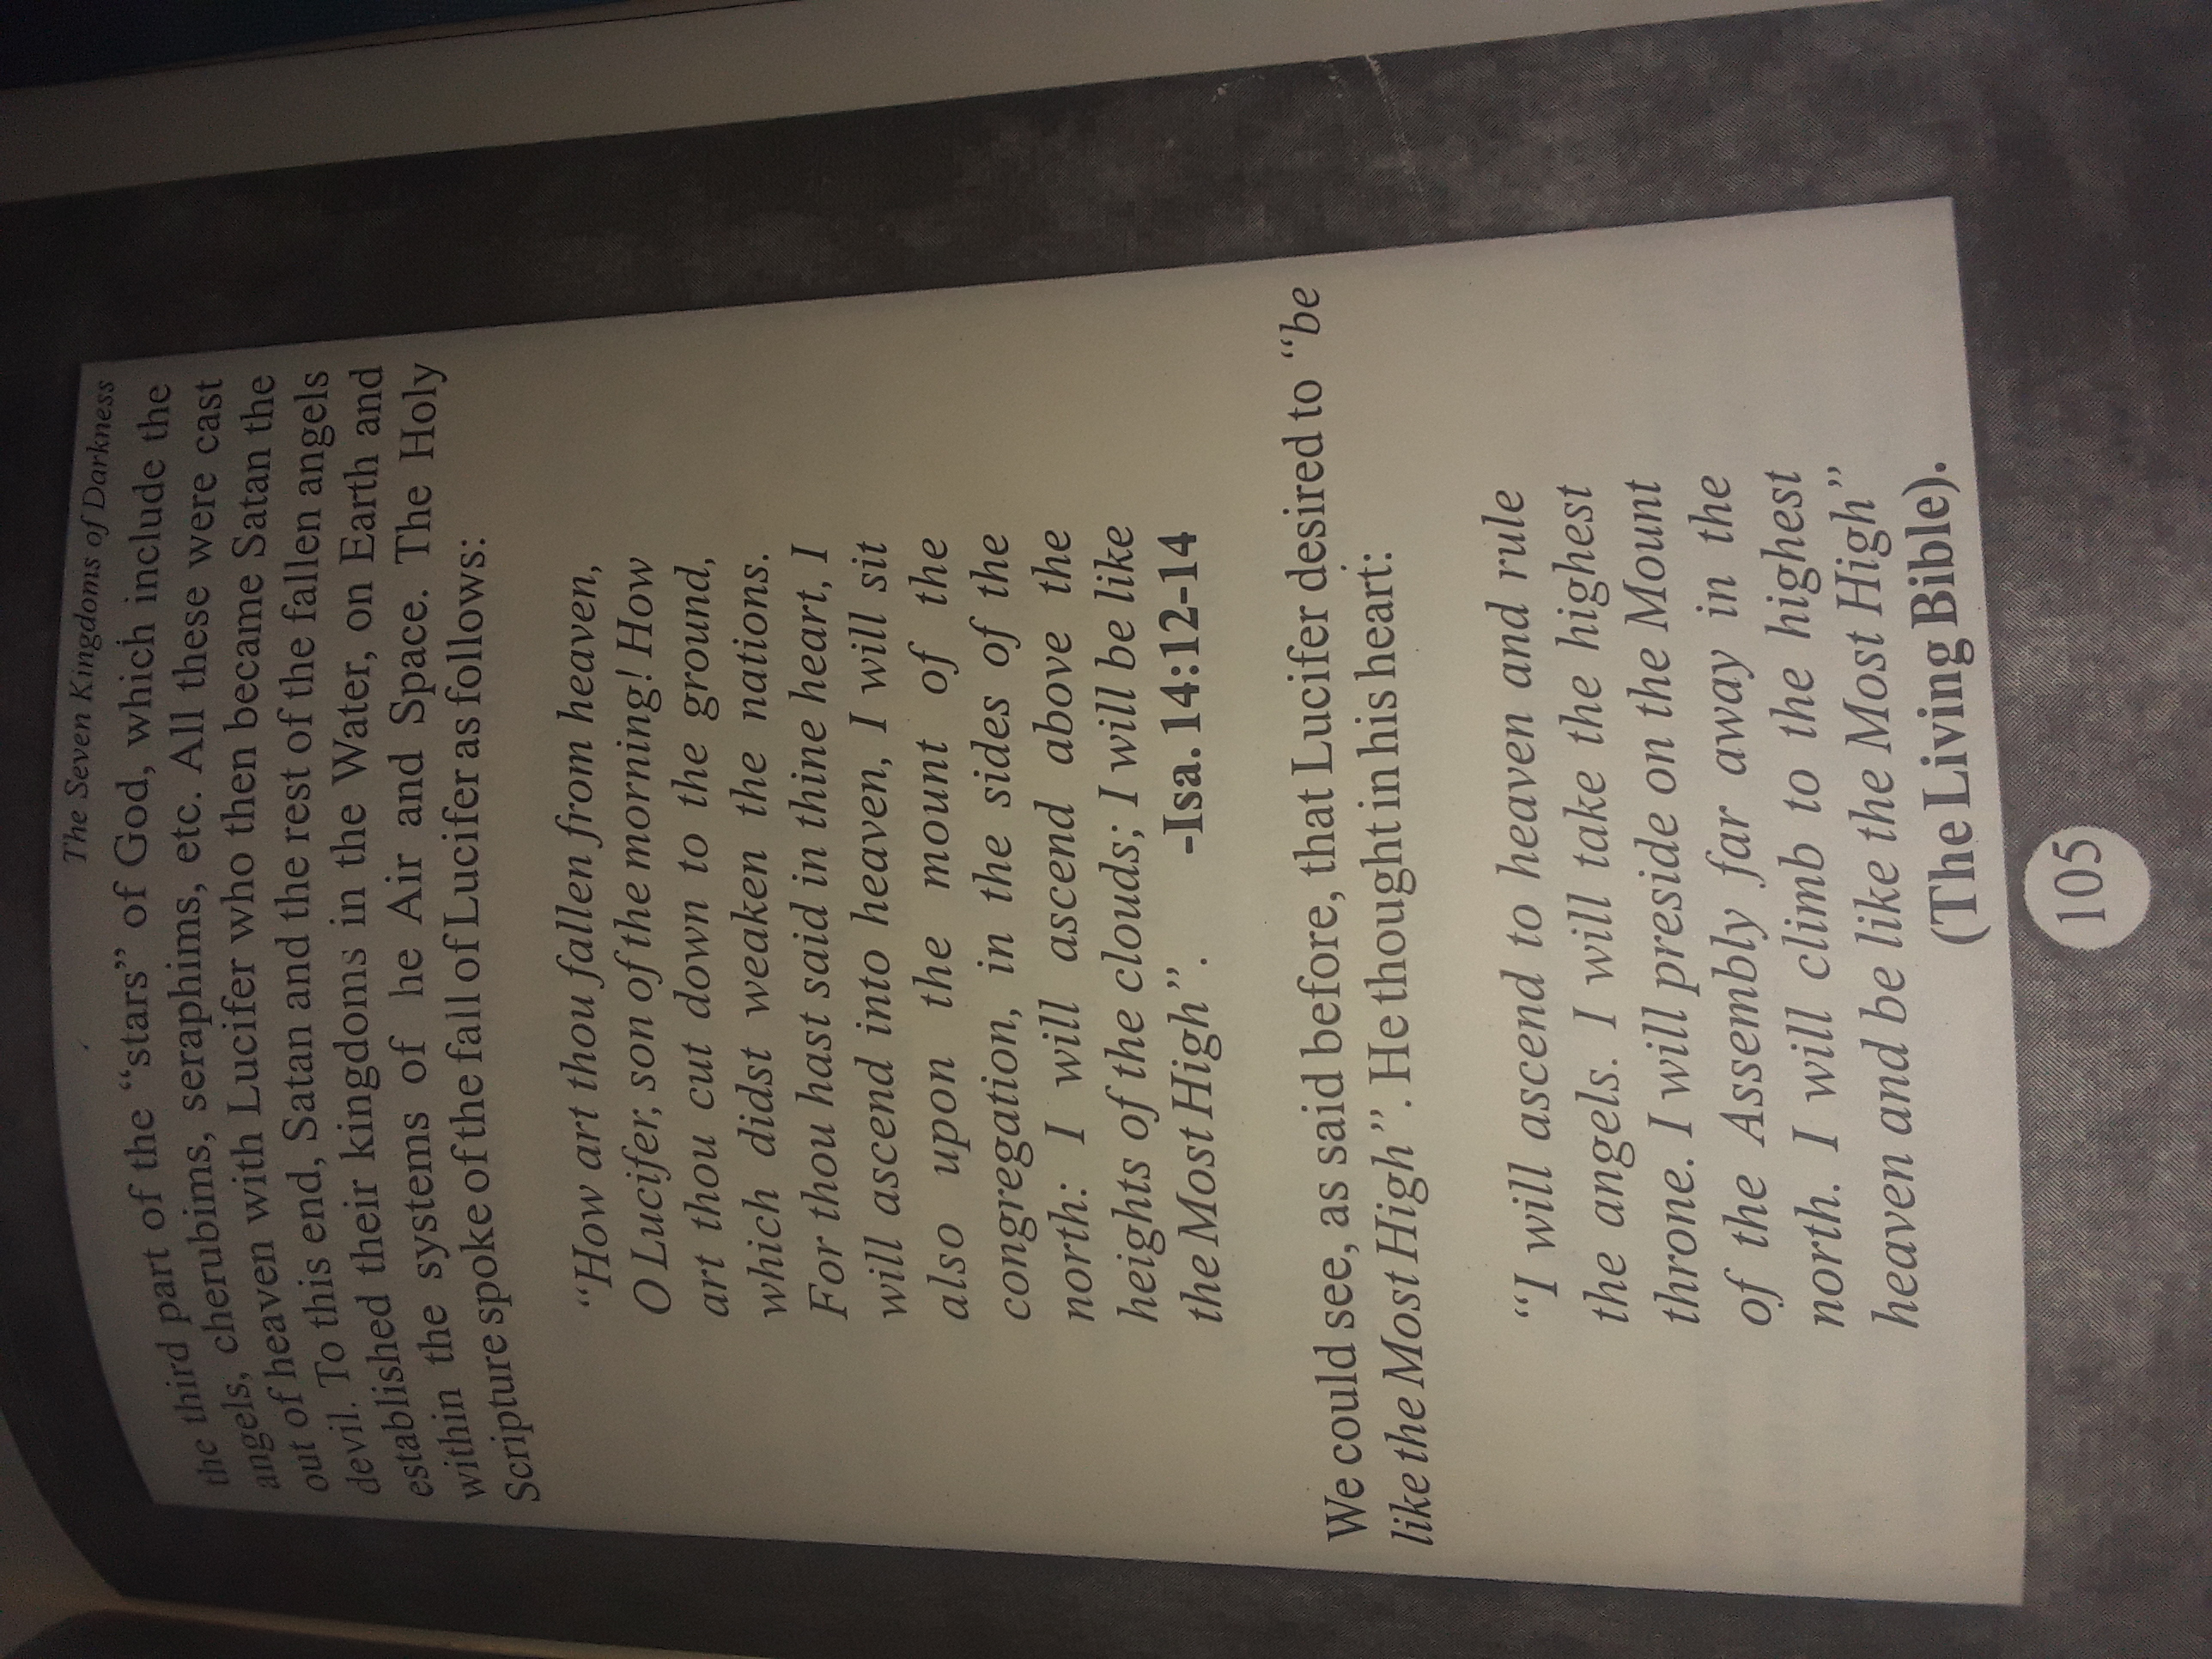 The Seven Kingdoms of Darkness
the third part of the “stars” of God, which include the
angels, cherubims, seraphims, etc. All these were cast
out of heaven with Lucifer who then became Satan the
devil. To this end, Satan and the rest of the fallen angels
established their kingdoms in the Water, on Earth and
within the systems of he Air and Space. The Holy
Scripture spoke of the fall of Lucifer as follows:
“How art thou fallen from heaven,
O Lucifer, son of the morning! How
art thou cut down to the ground,
which didst weaken the nations.
For thou hast said in thine heart, I
will ascend into heaven, I will sit
also upon the mount of the
congregation, in the sides of the
north: I will ascend above the
heights of the clouds; I will be like
the Most High”. -Isa. 14:12-14
We could see, as said before, that Lucifer desired to “be
like the Most High”. He thought in his heart:
“I will ascend to heaven and rule
the angels. I will take the highest
throne. I will preside on the Mount
of the Assembly far away in the
north. I will climb to the highest
heaven and be like the Most High”
(The Living Bible).
105